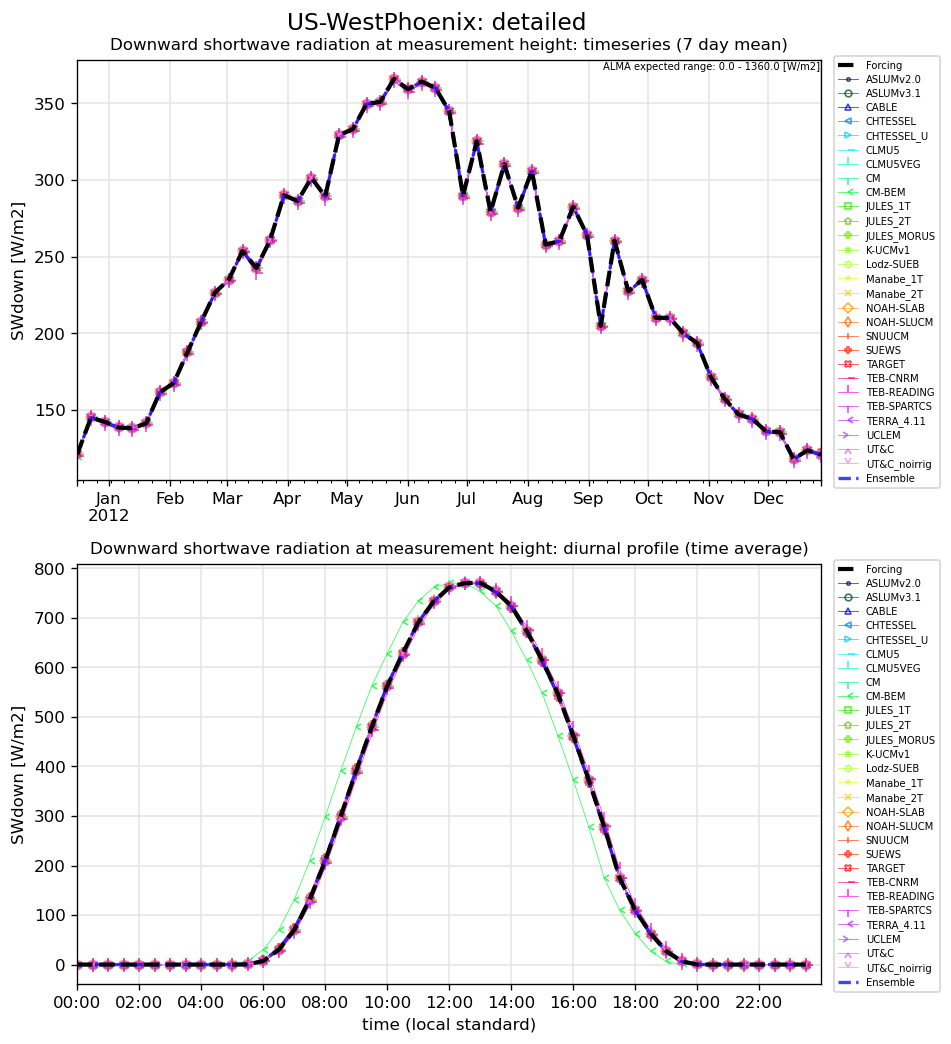 US-WestPhoenix: detailed
Downward shortwave radiation at measurement height: timeseries (7 day mean)
ALMA expected range: 0.0 - 1360.0 [W/m2]
SWdown [W/m2]
350
300
250
200
150
Jan Feb Mar Apr May Jun Jul Aug Sep Oct Nov Dec
2012
Forcing
ASLUMv2.0
ASLUMv3.1
CABLE
CHTESSEL
CHTESSEL_U
CLMU5
CLMU5VEG
CM
CM-BEM
JULES_1T
JULES_2T
JULES_MORUS
K-UCMv1
Lodz-SUEB
Manabe_1T
Manabe_2T
NOAH-SLAB
NOAH-SLUCM
SNUUCM
SUEWS
TARGET
TEB-CNRM
TEB-READING
TEB-SPARTCS
TERRA_4.11
UCLEM
UT&C
UT&C_noirrig
Ensemble
Downward shortwave radiation at measurement height: diurnal profile (time average)
SWdown [W/m2]
800
700
600
500
400
300
200
100
0
00:00 02:00 04:00 06:00 08:00 10:00 12:00 14:00 16:00 18:00 20:00 22:00
time (local standard)
Forcing
ASLUMv2.0
ASLUMv3.1
CABLE
CHTESSEL
CHTESSEL_U
CLMU5
CLMU5VEG
CM
CM-BEM
JULES_1T
JULES_2T
JULES_MORUS
K-UCMv1
Lodz-SUEB
Manabe_1T
Manabe_2T
NOAH-SLAB
NOAH-SLUCM
SNUUCM
SUEWS
TARGET
TEB-CNRM
TEB-READING
TEB-SPARTCS
TERRA_4.11
UCLEM
UT&C
UT&C_noirrig
Ensemble